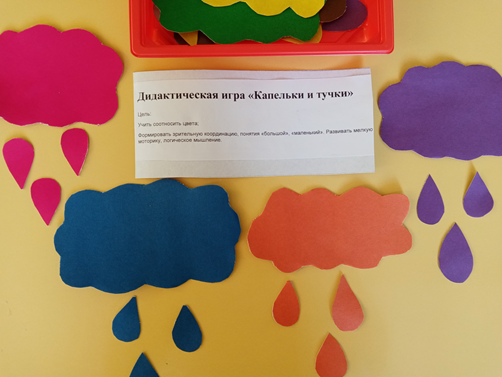 Дидактическая игра «Капельки и тучки»
Цель:
Учить соотносить цвета;
Формировать зрительную координацию, понятия «большой», «маленький». Развивать мелкую
моторику, логическое мышление.